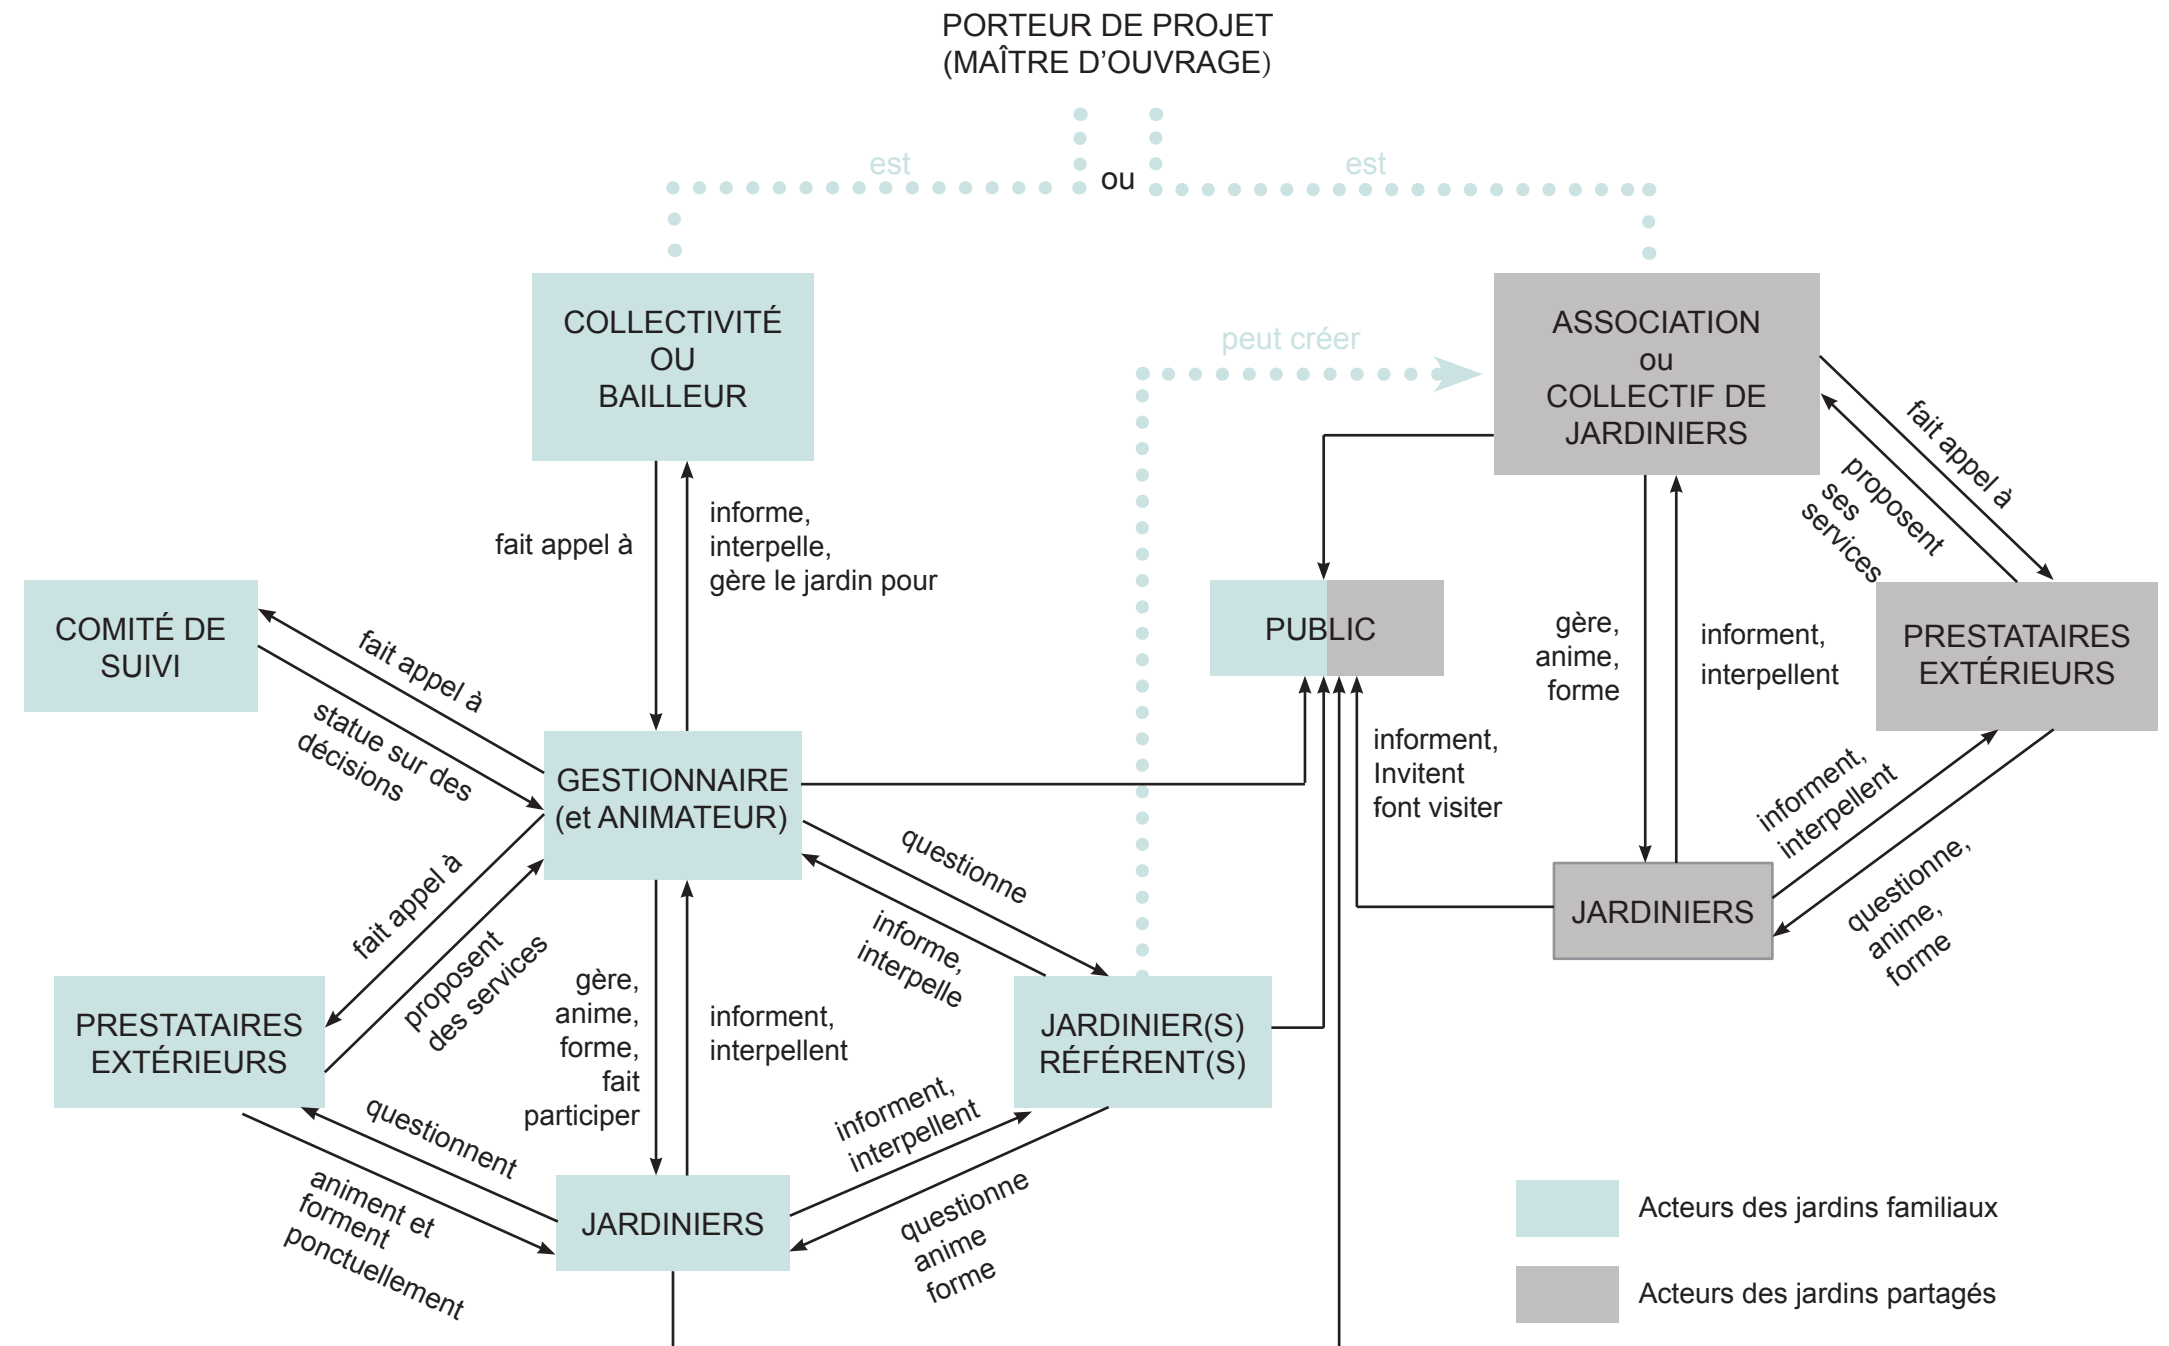 PORTEUR DE PROJET
(MAÎTRE D'OUVRAGE)
est
ou
est
COLLECTIVITÉ
OU
BAILLEUR
peut créer
ASSOCIATION
ou
COLLECTIF DE
JARDINIERS
fait appel à
proposent
ses
services
fait appel à
informe,
interpelle,
gère le jardin pour
COMITÉ DE
SUIVI
PUBLIC
gère,
anime,
forme
informent,
interpellent
PRESTATAIRES
EXTÉRIEURS
fait appel à
statue sur des
décisions
GESTIONNAIRE
(et ANIMATEUR)
informent,
Invitent
font visiter
informent,
interpellent
questionne,
anime,
forme
JARDINIERS
questionne
informe,
interpelle
fait appel à
proposent
des services
gère,
anime,
forme,
fait
participer
informent,
interpellent
PRESTATAIRES
EXTÉRIEURS
JARDINIER(S)
RÉFÉRENT(S)
questionnent
animent et
forment
ponctuellement
JARDINIERS
informent,
interpellent
questionne
anime
forme
Acteurs des jardins familiaux
Acteurs des jardins partagés